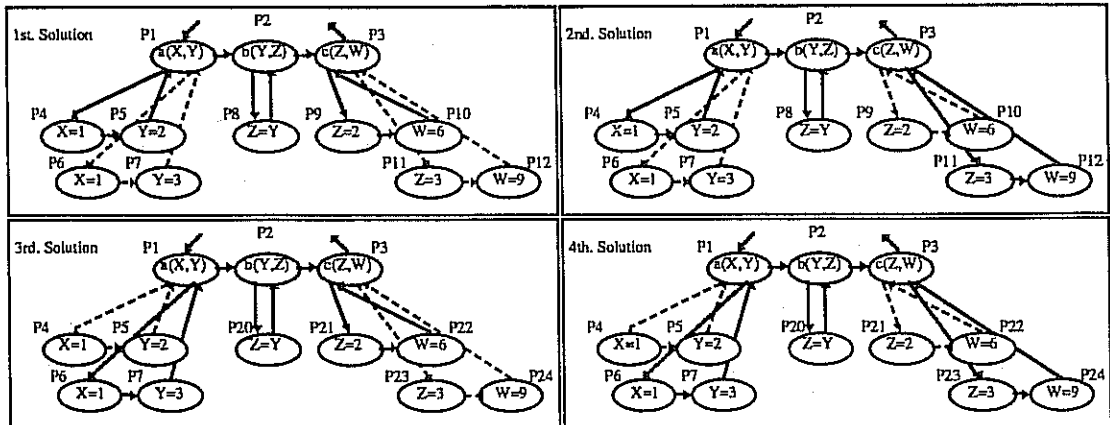 1st. Solution P1 P2 P3
a(X,Y) b(Y,Z) c(Z,W)
P4 P5 P8 P9 P10
X=1 Y=2 Z=Y Z=2 W=6
P6 P7 P11 P12
X=1 Y=3 Z=3 W=9
2nd. Solution P1 P2 P3
a(X,Y) b(Y,Z) c(Z,W)
P4 P5 P8 P9 P10
X=1 Y=2 Z=Y Z=2 W=6
P6 P7 P11 P12
X=1 Y=3 Z=3 W=9
3rd. Solution P1 P2 P3
a(X,Y) b(Y,Z) c(Z,W)
P4 P5 P20 P21 P22
X=1 Y=2 Z=Y Z=2 W=6
P6 P7 P23 P24
X=1 Y=3 Z=3 W=9
4th. Solution P1 P2 P3
a(X,Y) b(Y,Z) c(Z,W)
P4 P5 P20 P21 P22
X=1 Y=2 Z=Y Z=2 W=6
P6 P7 P23 P24
X=1 Y=3 Z=3 W=9